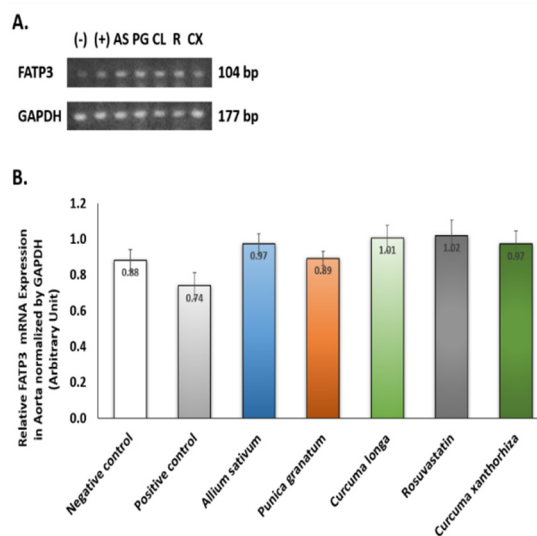 A.
(-) (+) AS PG CL R CX
FATP3 104 bp
GAPDH 177 bp
B.
Relative FATP3 mRNA Expression
in Aorta normalized by GAPDH
(Arbitrary Unit)
1.2
1.0
0.8
0.6
0.4
0.2
0.0
0.88
0.74
0.97
0.89
1.01
1.02
0.97
Negative control
Positive control
Allium sativum
Punica granatum
Curcuma longa
Rosuvastatin
Curcuma xanthorhiza